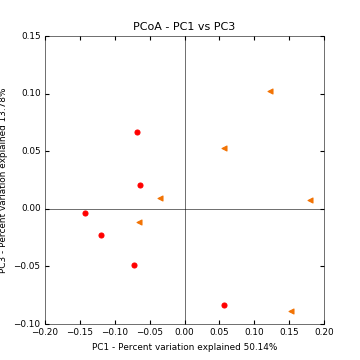 PCoA - PC1 vs PC3
0.15
0.10
0.05
0.00
−0.05
−0.10
PC3 - Percent variation explained 13.78%
−0.20 −0.15 −0.10 −0.05 0.00 0.05 0.10 0.15 0.20
PC1 - Percent variation explained 50.14%